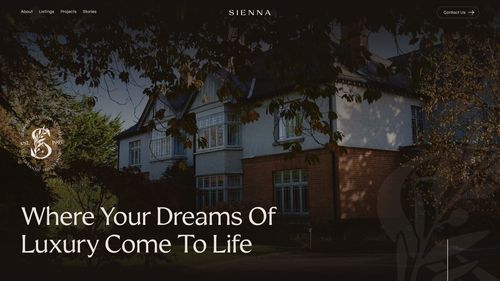 About Listings Projects Stories
SIENNA
Contact Us
Where Your Dreams Of
Luxury Come To Life